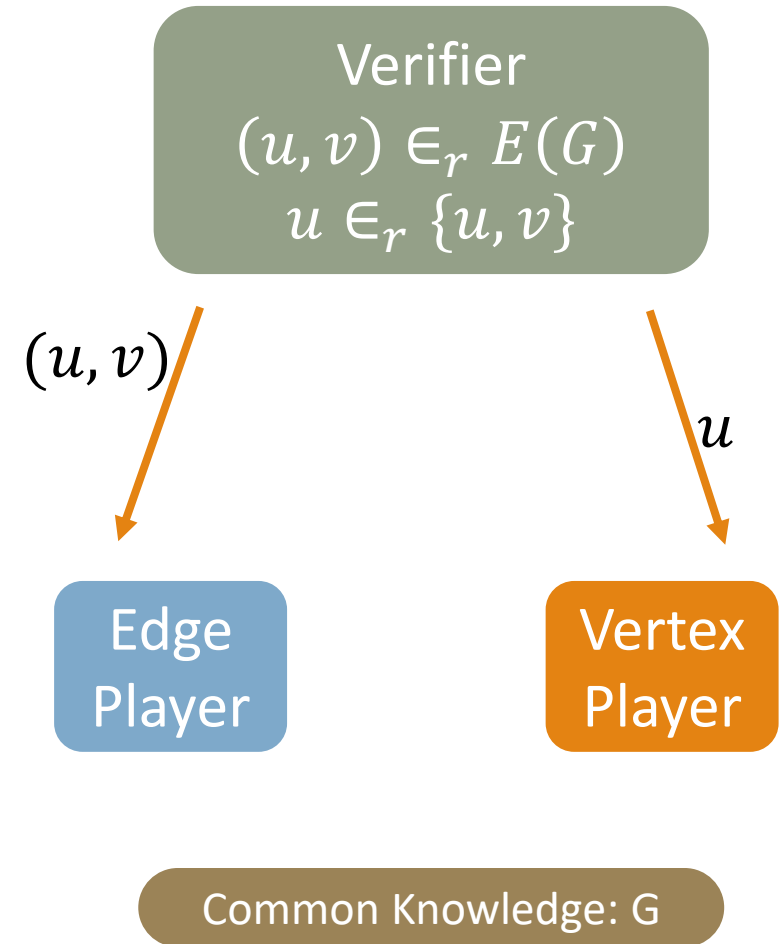 Verifier
(u, v) ∈ᵣ E(G)
u ∈ᵣ {u, v}
(u, v)
u
Edge
Player
Vertex
Player
Common Knowledge: G